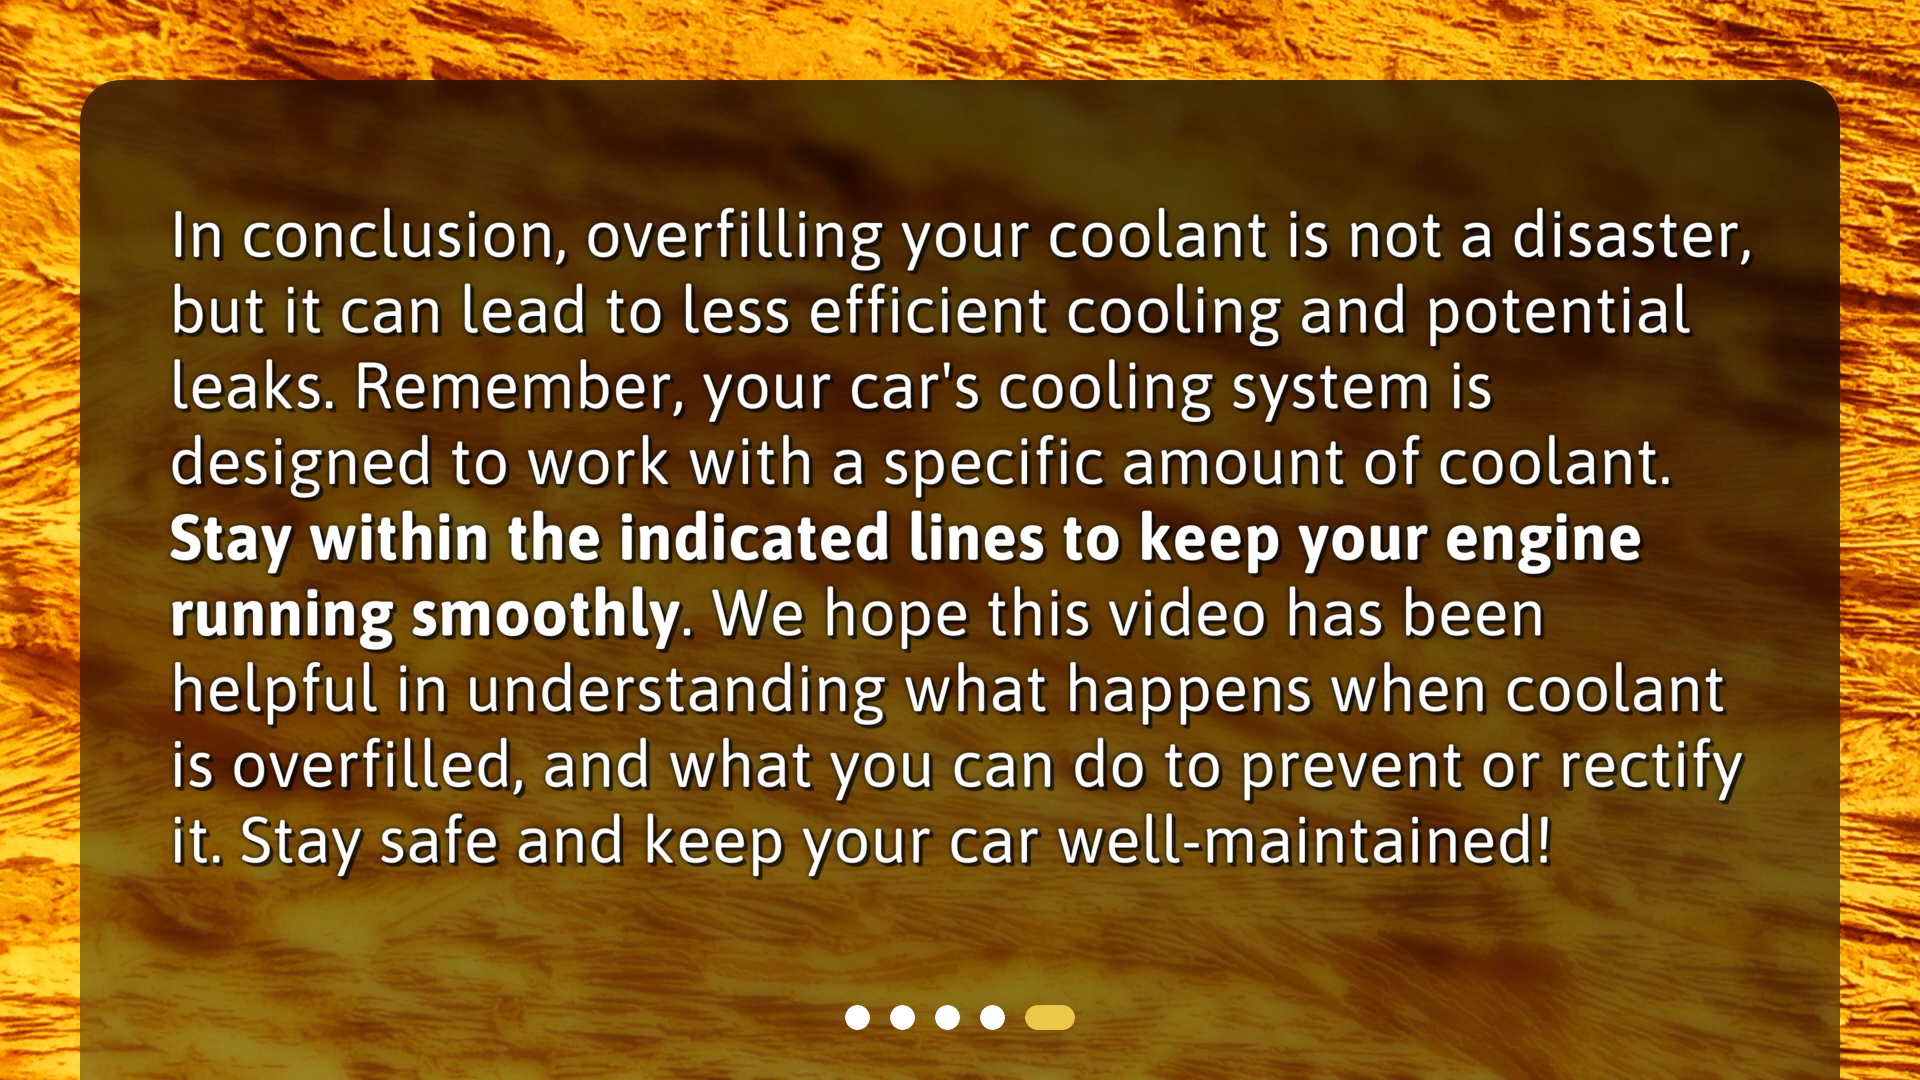 In conclusion, overfilling your coolant is not a disaster,
but it can lead to less efficient cooling and potential
leaks. Remember, your car's cooling system is
designed to work with a specific amount of coolant.
Stay within the indicated lines to keep your engine
running smoothly. We hope this video has been
helpful in understanding what happens when coolant
is overfilled, and what you can do to prevent or rectify
it. Stay safe and keep your car well-maintained!